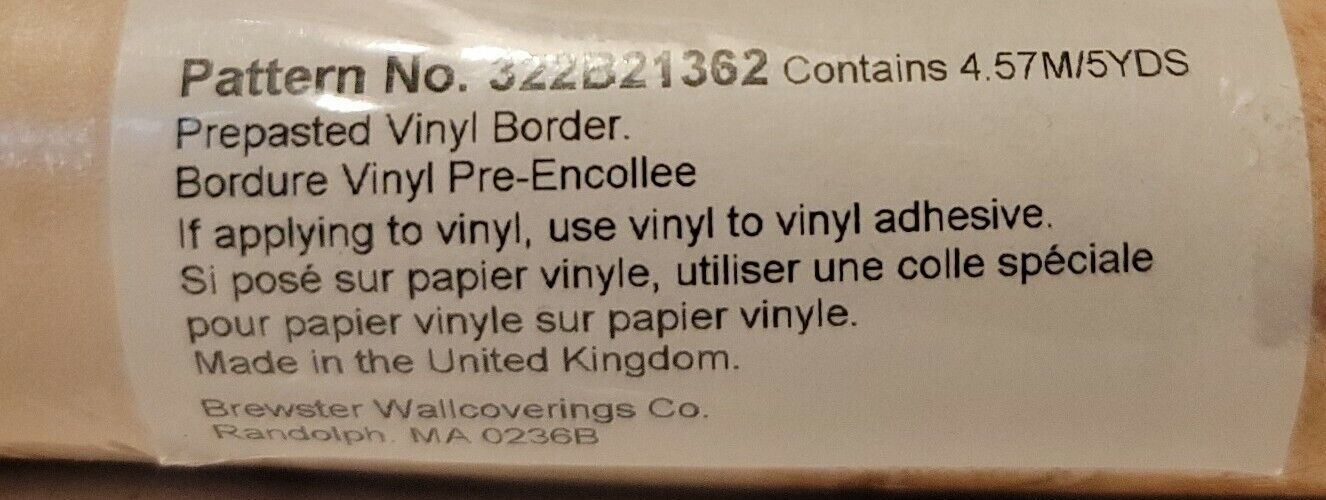 Pattern No. 322B21362 Contains 4.57M/5YDS
Prepasted Vinyl Border.
Bordure Vinyl Pre-Encollee
If applying to vinyl, use vinyl to vinyl adhesive.
Si posé sur papier vinyle, utiliser une colle spéciale
pour papier vinyle sur papier vinyle.
Made in the United Kingdom.
Brewster Wallcoverings Co.
Randolph. MA 0236B